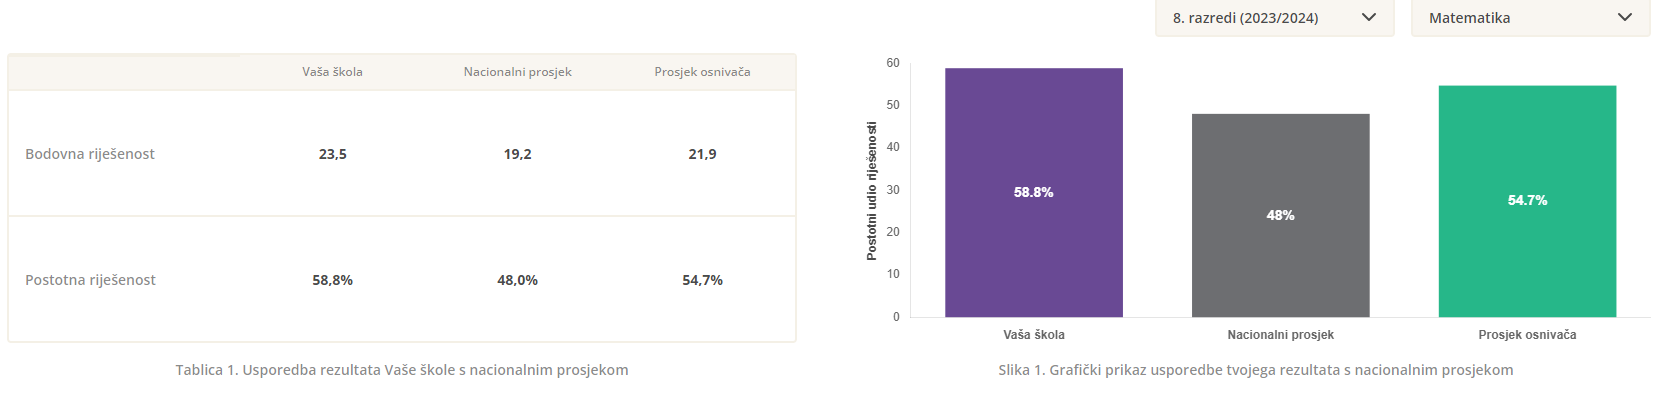 8. razredi (2023/2024) Matematika
Vaša škola Nacionalni prosjek Prosjek osnivača
Bodovna riješenost 23,5 19,2 21,9
Postotna riješenost 58,8% 48,0% 54,7%
Tablica 1. Usporedba rezultata Vaše škole s nacionalnim prosjekom
Postotni udio riješenosti
60
50
40
30
20
10
0
58.8%
48%
54.7%
Vaša škola Nacionalni prosjek Prosjek osnivača
Slika 1. Grafički prikaz usporedbe tvojega rezultata s nacionalnim prosjekom